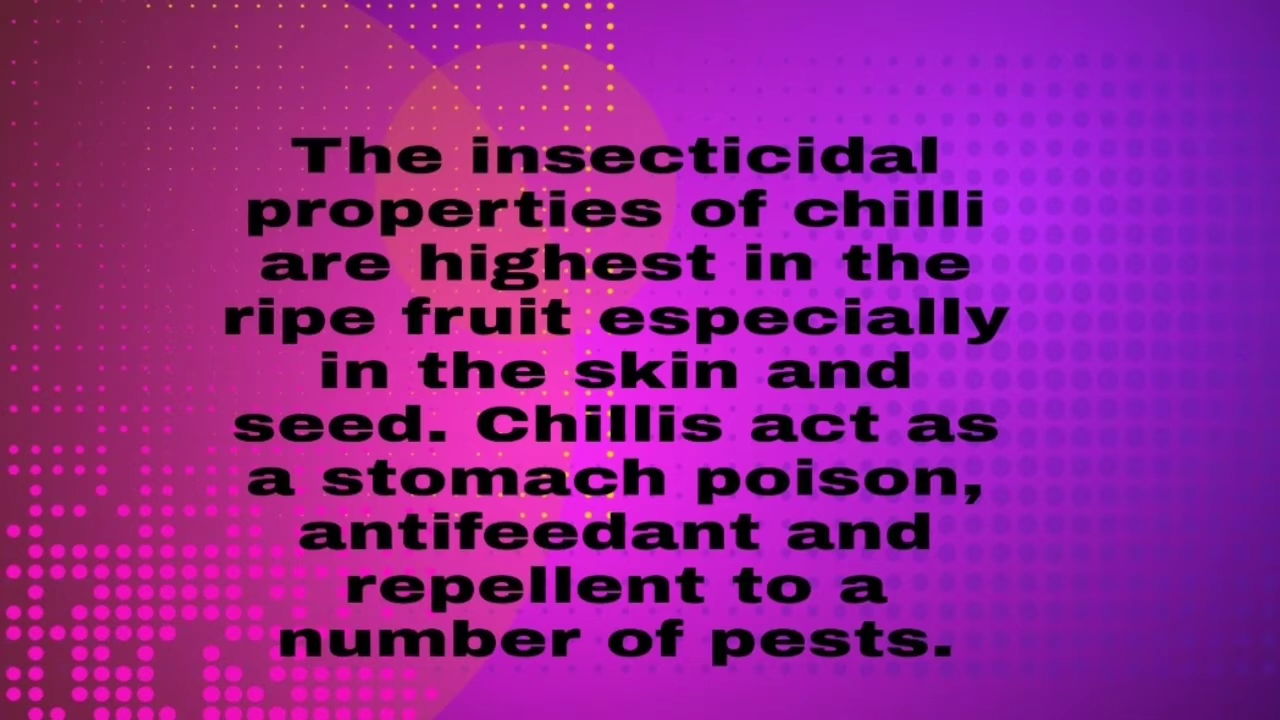 The insecticidal
properties of chilli
are highest in the
ripe fruit especially
in the skin and
seed. Chillis act as
a stomach poison,
antifeedant and
repellent to a
number of pests.